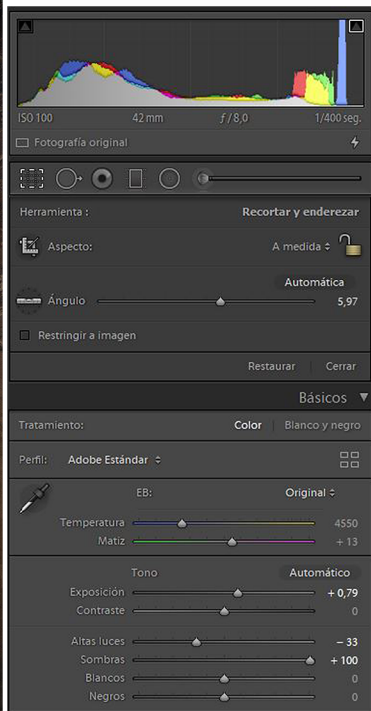 ISO 100 42 mm ƒ / 8,0 1/400 seg.
Fotografía original
Herramienta : Recortar y enderezar
Aspecto: A medida
Automática
Ángulo 5,97
Restringir a imagen
Restaurar Cerrar
Básicos
Tratamiento: Color Blanco y negro
Perfil: Adobe Estándar
EB: Original
Temperatura 4550
Matiz + 13
Tono Automático
Exposición + 0,79
Contraste 0
Altas luces − 33
Sombras + 100
Blancos 0
Negros 0